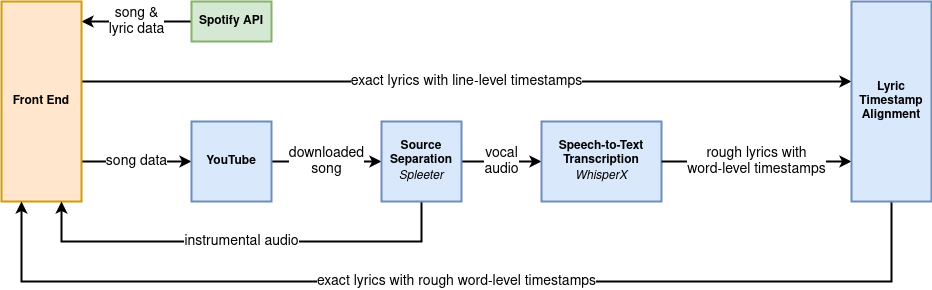 song &
lyric data
Spotify API
exact lyrics with line-level timestamps
Front End
Lyric
Timestamp
Alignment
song data
YouTube
downloaded
song
Source
Separation
Spleeter
vocal
audio
Speech-to-Text
Transcription
WhisperX
rough lyrics with
word-level timestamps
instrumental audio
exact lyrics with rough word-level timestamps